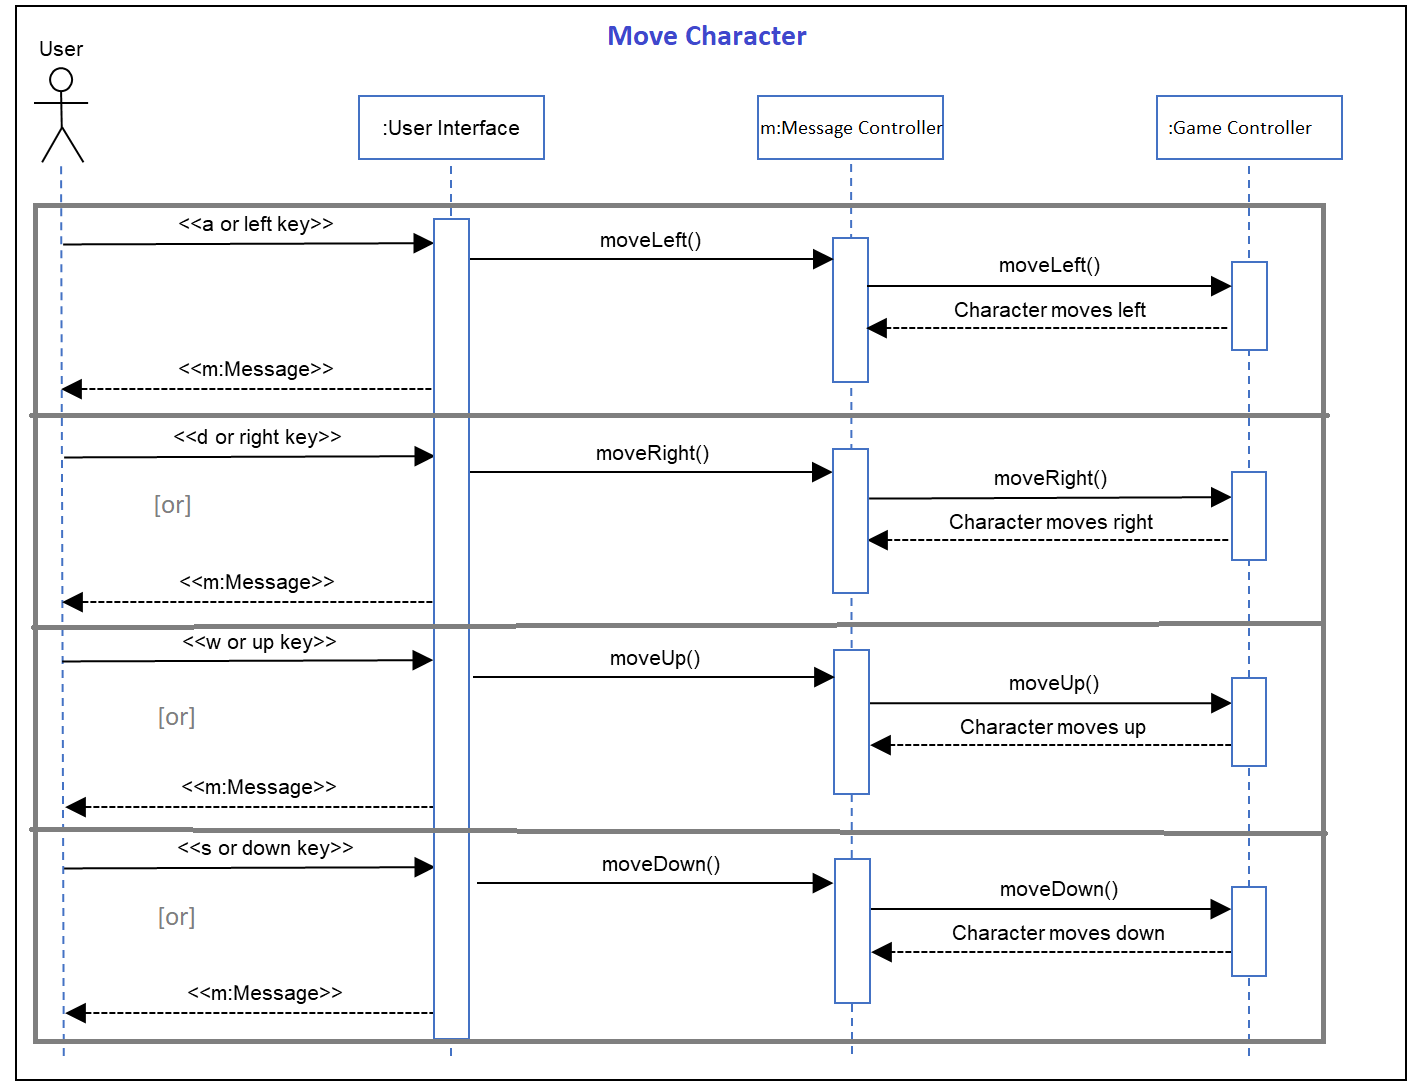 Move Character
User
:User Interface
m:Message Controller
:Game Controller
<<a or left key>>
moveLeft()
moveLeft()
Character moves left
<<m:Message>>
<<d or right key>>
moveRight()
moveRight()
[or]
Character moves right
<<m:Message>>
<<w or up key>>
moveUp()
moveUp()
[or]
Character moves up
<<m:Message>>
<<s or down key>>
moveDown()
moveDown()
[or]
Character moves down
<<m:Message>>